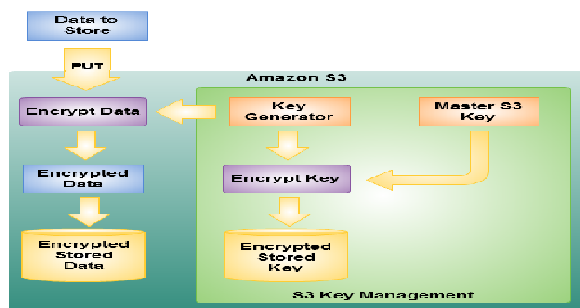 Data to
Store
PUT
Amazon S3
Encrypt Data
Key
Generator
Master S3
Key
Encrypted
Data
Encrypt Key
Encrypted
Stored
Data
Encrypted
Stored
Key
S3 Key Management